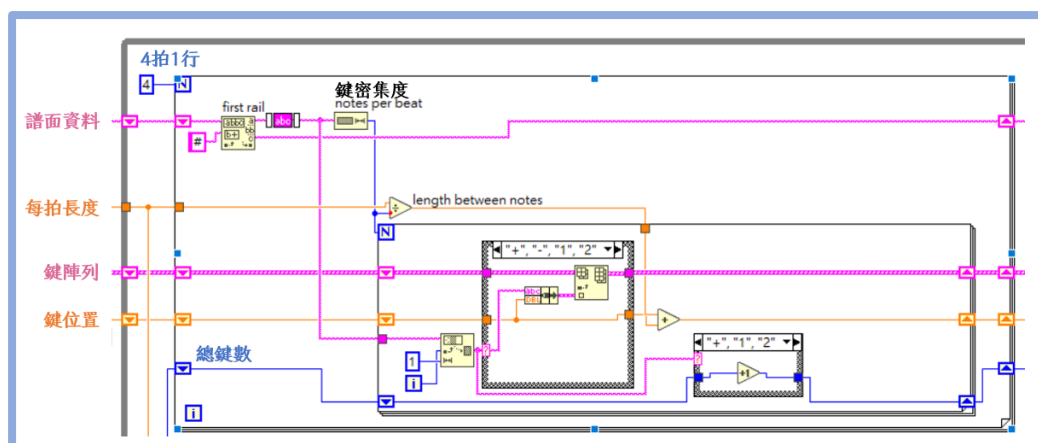 4拍1行
4
N
first rail
abc
鍵密集度
notes per beat
譜面資料
#
每拍長度
length between notes
N
"+", "-", "1", "2"
鍵陣列
abc
DBL
鍵位置
1
i
?
"+", "1", "2"
?
+1
總鍵數
i